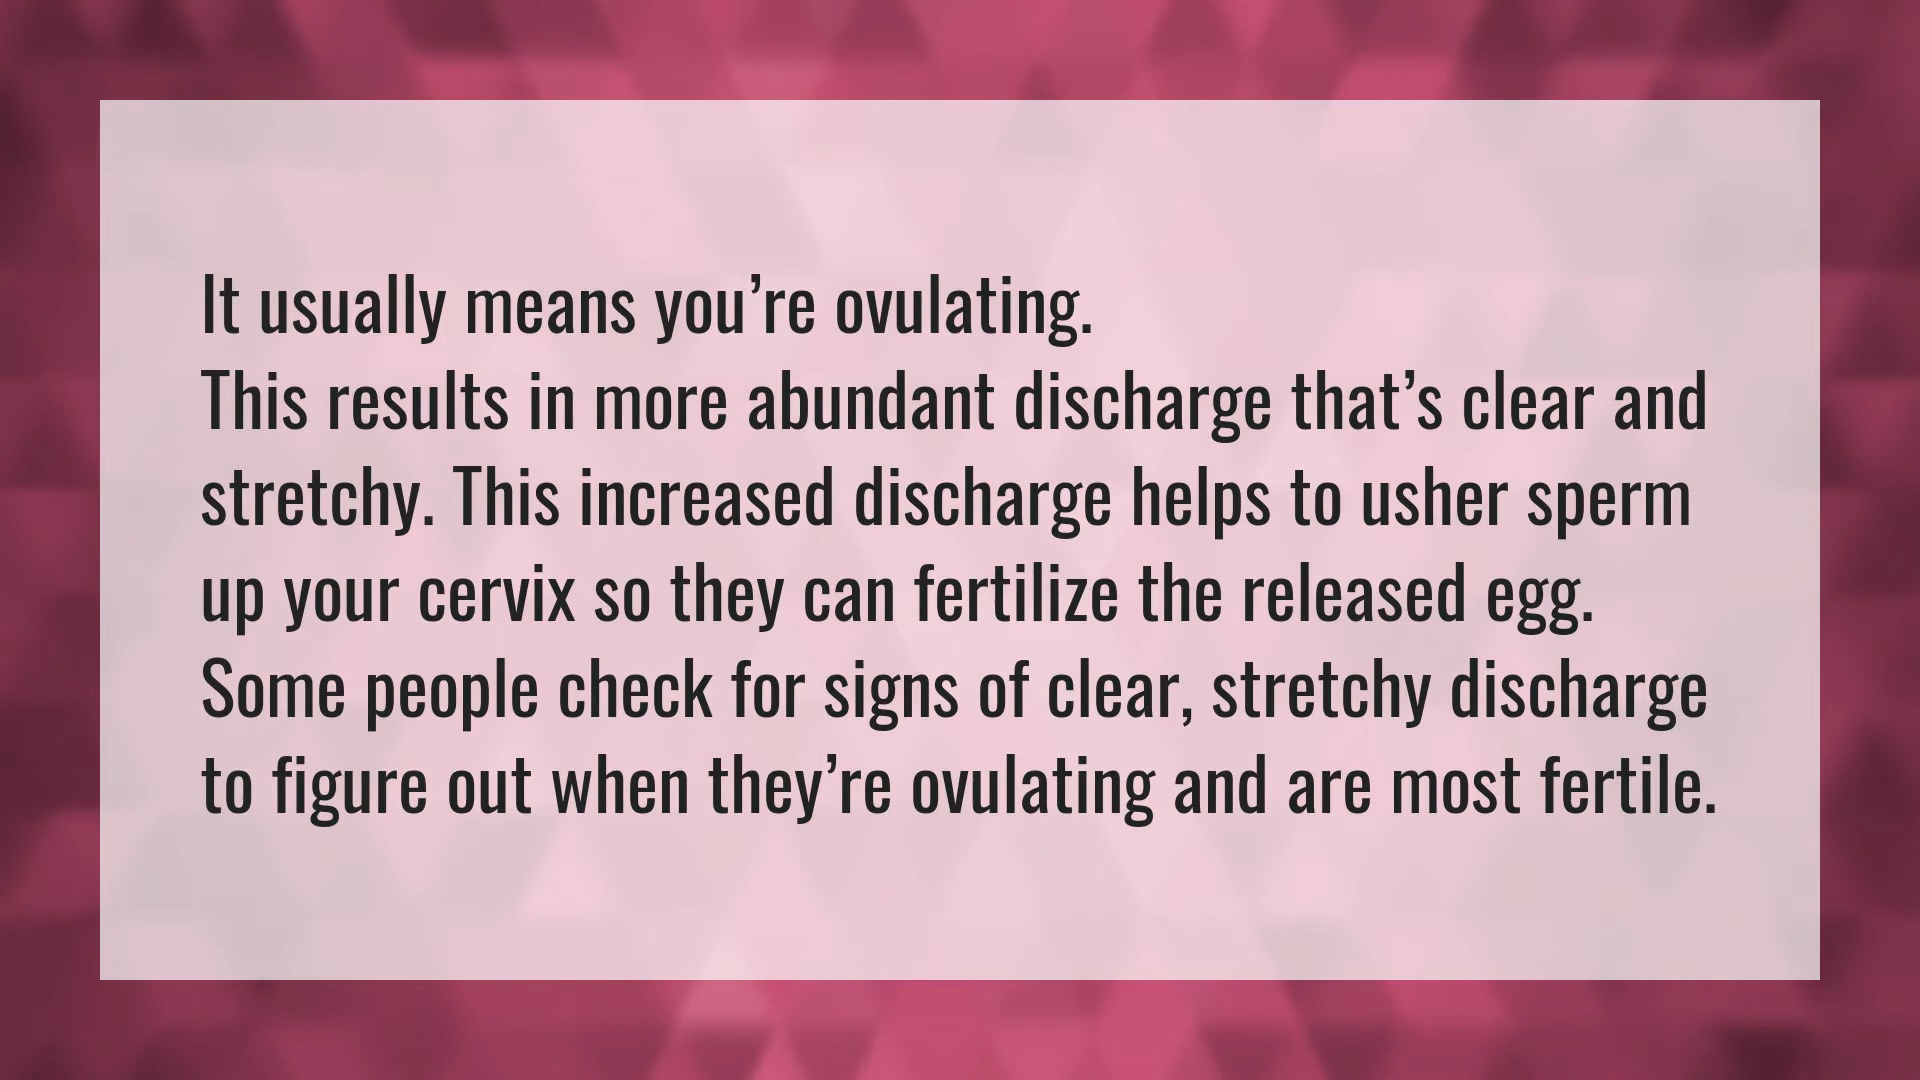 It usually means you’re ovulating.
This results in more abundant discharge that’s clear and
stretchy. This increased discharge helps to usher sperm
up your cervix so they can fertilize the released egg.
Some people check for signs of clear, stretchy discharge
to figure out when they’re ovulating and are most fertile.